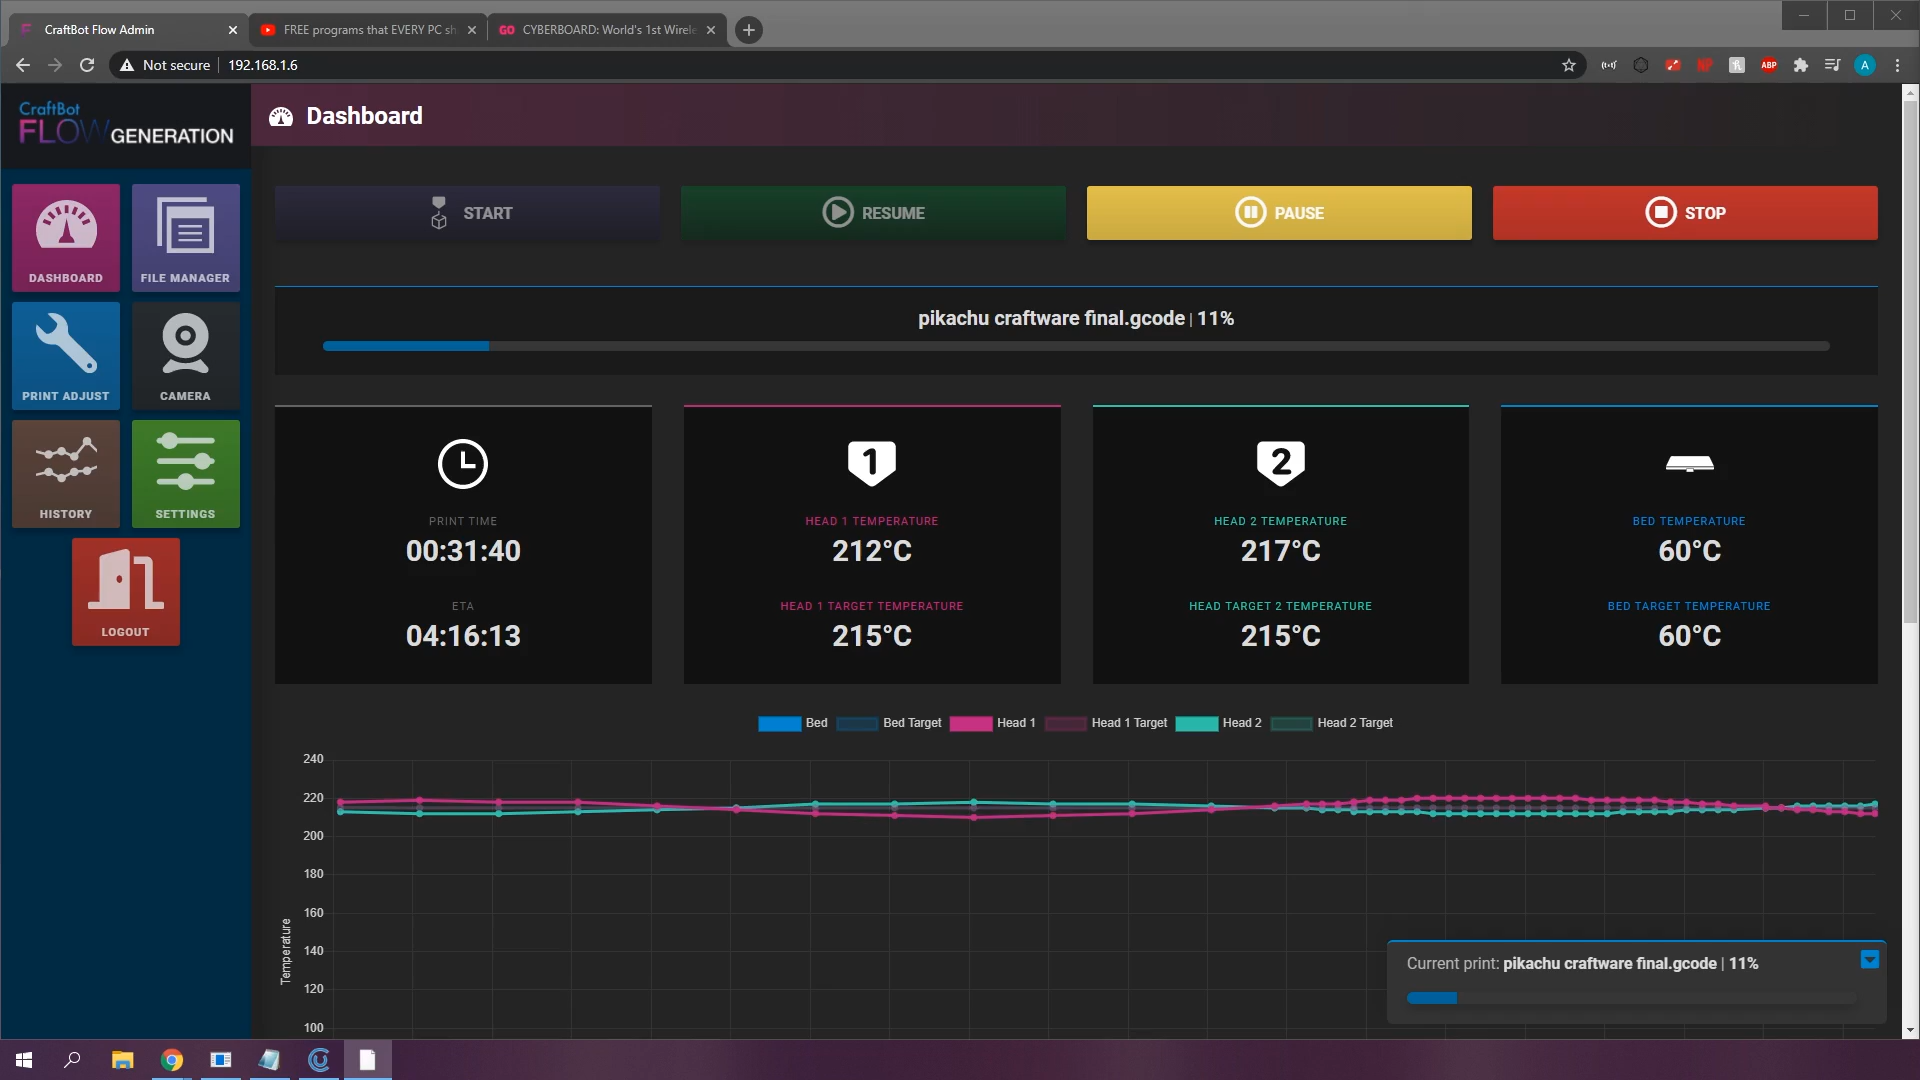 CraftBot Flow Admin
FREE programs that EVERY PC sh
GO CYBERBOARD: World's 1st Wirele
Not secure
192.168.1.6
ABP
A
CraftBot
FLOW GENERATION
Dashboard
DASHBOARD
FILE MANAGER
PRINT ADJUST
CAMERA
HISTORY
SETTINGS
LOGOUT
START
RESUME
PAUSE
STOP
pikachu craftware final.gcode | 11%
PRINT TIME
00:31:40
ETA
04:16:13
1
HEAD 1 TEMPERATURE
212°C
HEAD 1 TARGET TEMPERATURE
215°C
2
HEAD 2 TEMPERATURE
217°C
HEAD TARGET 2 TEMPERATURE
215°C
BED TEMPERATURE
60°C
BED TARGET TEMPERATURE
60°C
Bed
Bed Target
Head 1
Head 1 Target
Head 2
Head 2 Target
240
220
200
180
160
140
120
100
Temperature
Current print: pikachu craftware final.gcode | 11%